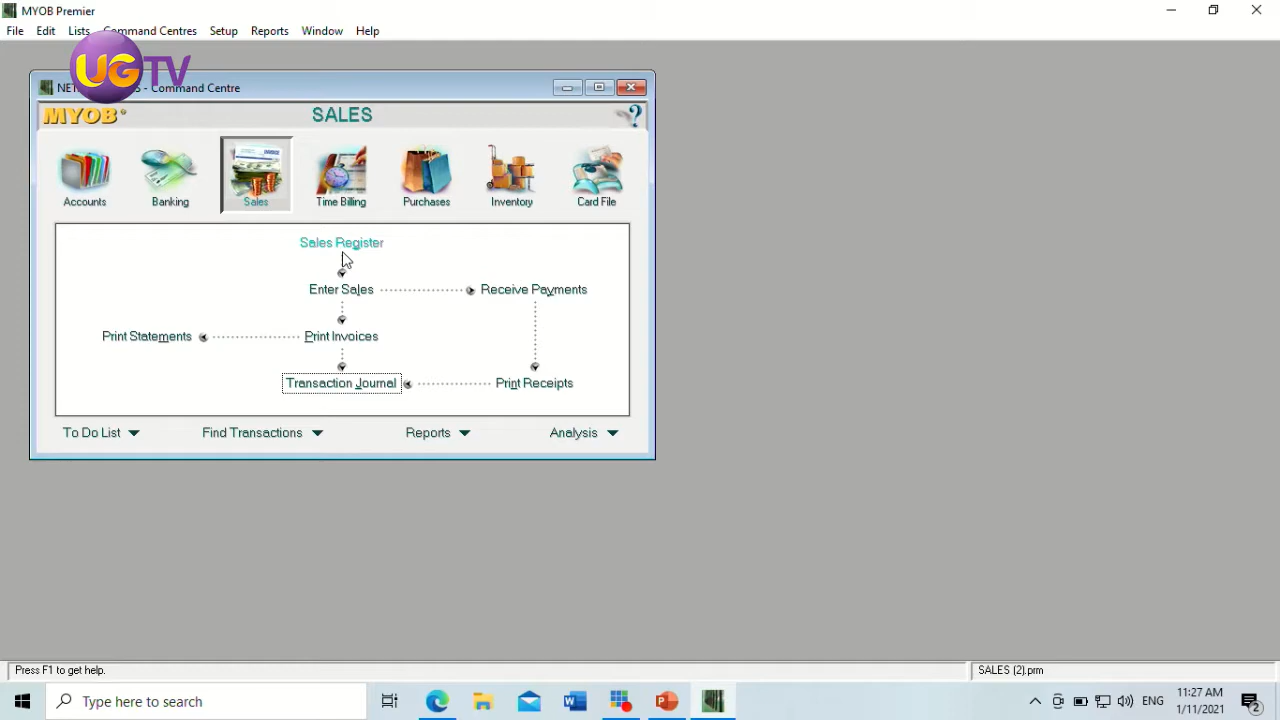 MYOB Premier
File Edit Lists Command Centres Setup Reports Window Help
UGTV
- Command Centre
MYOB SALES
Accounts Banking Sales Time Billing Purchases Inventory Card File
Sales Register
Enter Sales Receive Payments
Print Statements Print Invoices
Transaction Journal Print Receipts
To Do List Find Transactions Reports Analysis
Press F1 to get help. SALES (2).prm
Type here to search
ENG
11:27 AM
1/11/2021
2